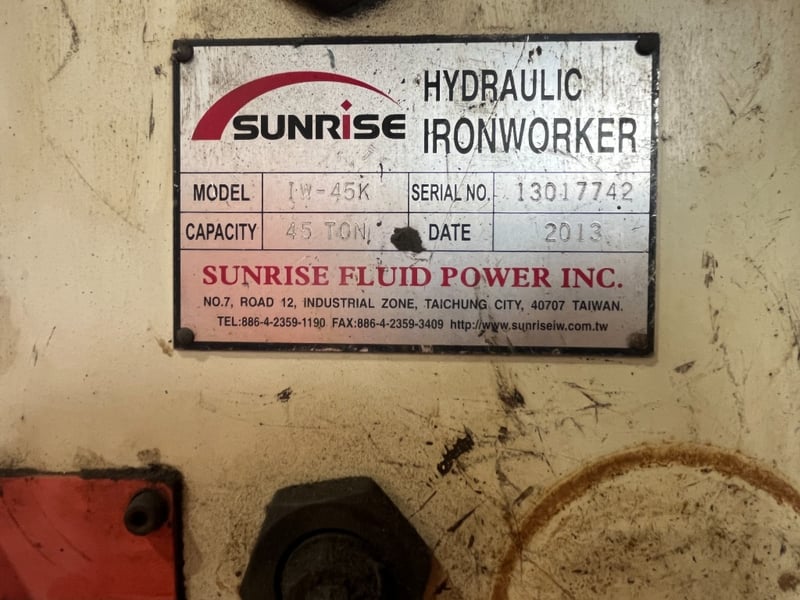 SUNRISE
HYDRAULIC
IRONWORKER
MODEL IW-45K SERIAL NO. 13017742
CAPACITY 45 TON DATE 2013
SUNRISE FLUID POWER INC.
NO.7, ROAD 12, INDUSTRIAL ZONE, TAICHUNG CITY, 40707 TAIWAN.
TEL:886-4-2359-1190 FAX:886-4-2359-3409 http://www.sunriseiw.com.tw